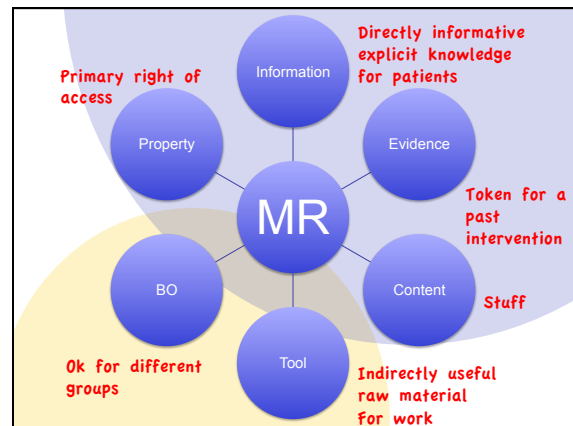 Information
Directly informative
explicit knowledge
for patients
Primary right of
access
Property
Evidence
MR
Token for a
past
intervention
BO
Content
Stuff
Ok for different
groups
Tool
Indirectly useful
raw material
For work